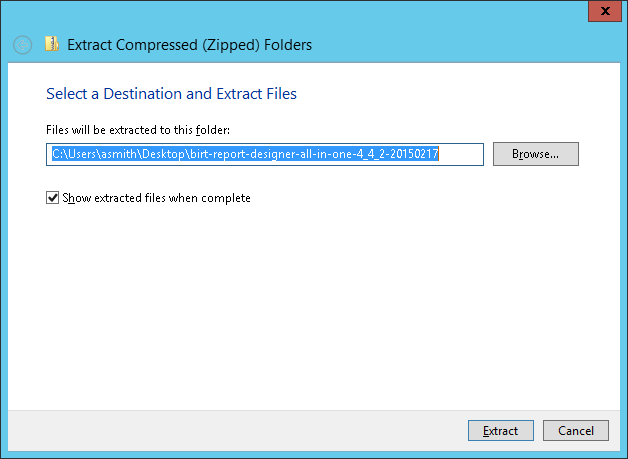 x
Extract Compressed (Zipped) Folders
Select a Destination and Extract Files
Files will be extracted to this folder:
C:\Users\asmith\Desktop\birt-report-designer-all-in-one-4_4_2-20150217
Browse...
Show extracted files when complete
Extract
Cancel